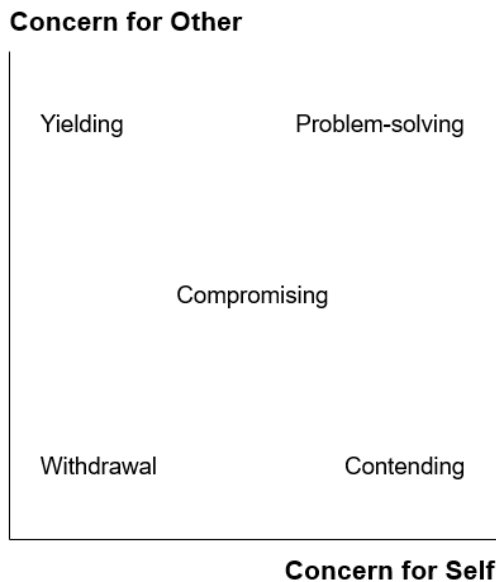 Concern for Other
Yielding
Problem-solving
Compromising
Withdrawal
Contending
Concern for Self